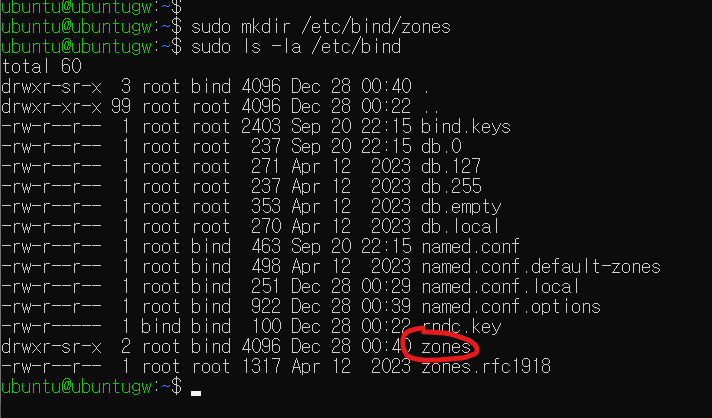 ubuntu@ubuntugw:~$
ubuntu@ubuntugw:~$ sudo mkdir /etc/bind/zones
ubuntu@ubuntugw:~$ sudo ls -la /etc/bind
total 60
drwxr-sr-x  3 root bind 4096 Dec 28 00:40 .
drwxr-xr-x 99 root root 4096 Dec 28 00:22 ..
-rw-r--r--  1 root root 2403 Sep 20 22:15 bind.keys
-rw-r--r--  1 root root  237 Sep 20 22:15 db.0
-rw-r--r--  1 root root  271 Apr 12  2023 db.127
-rw-r--r--  1 root root  237 Apr 12  2023 db.255
-rw-r--r--  1 root root  353 Apr 12  2023 db.empty
-rw-r--r--  1 root root  270 Apr 12  2023 db.local
-rw-r--r--  1 root bind  463 Sep 20 22:15 named.conf
-rw-r--r--  1 root bind  498 Apr 12  2023 named.conf.default-zones
-rw-r--r--  1 root bind  251 Dec 28 00:29 named.conf.local
-rw-r--r--  1 root bind  922 Dec 28 00:39 named.conf.options
-rw-r-----  1 bind bind  100 Dec 28 00:22 rndc.key
drwxr-sr-x  2 root bind 4096 Dec 28 00:40 zones
-rw-r--r--  1 root root 1317 Apr 12  2023 zones.rfc1918
ubuntu@ubuntugw:~$